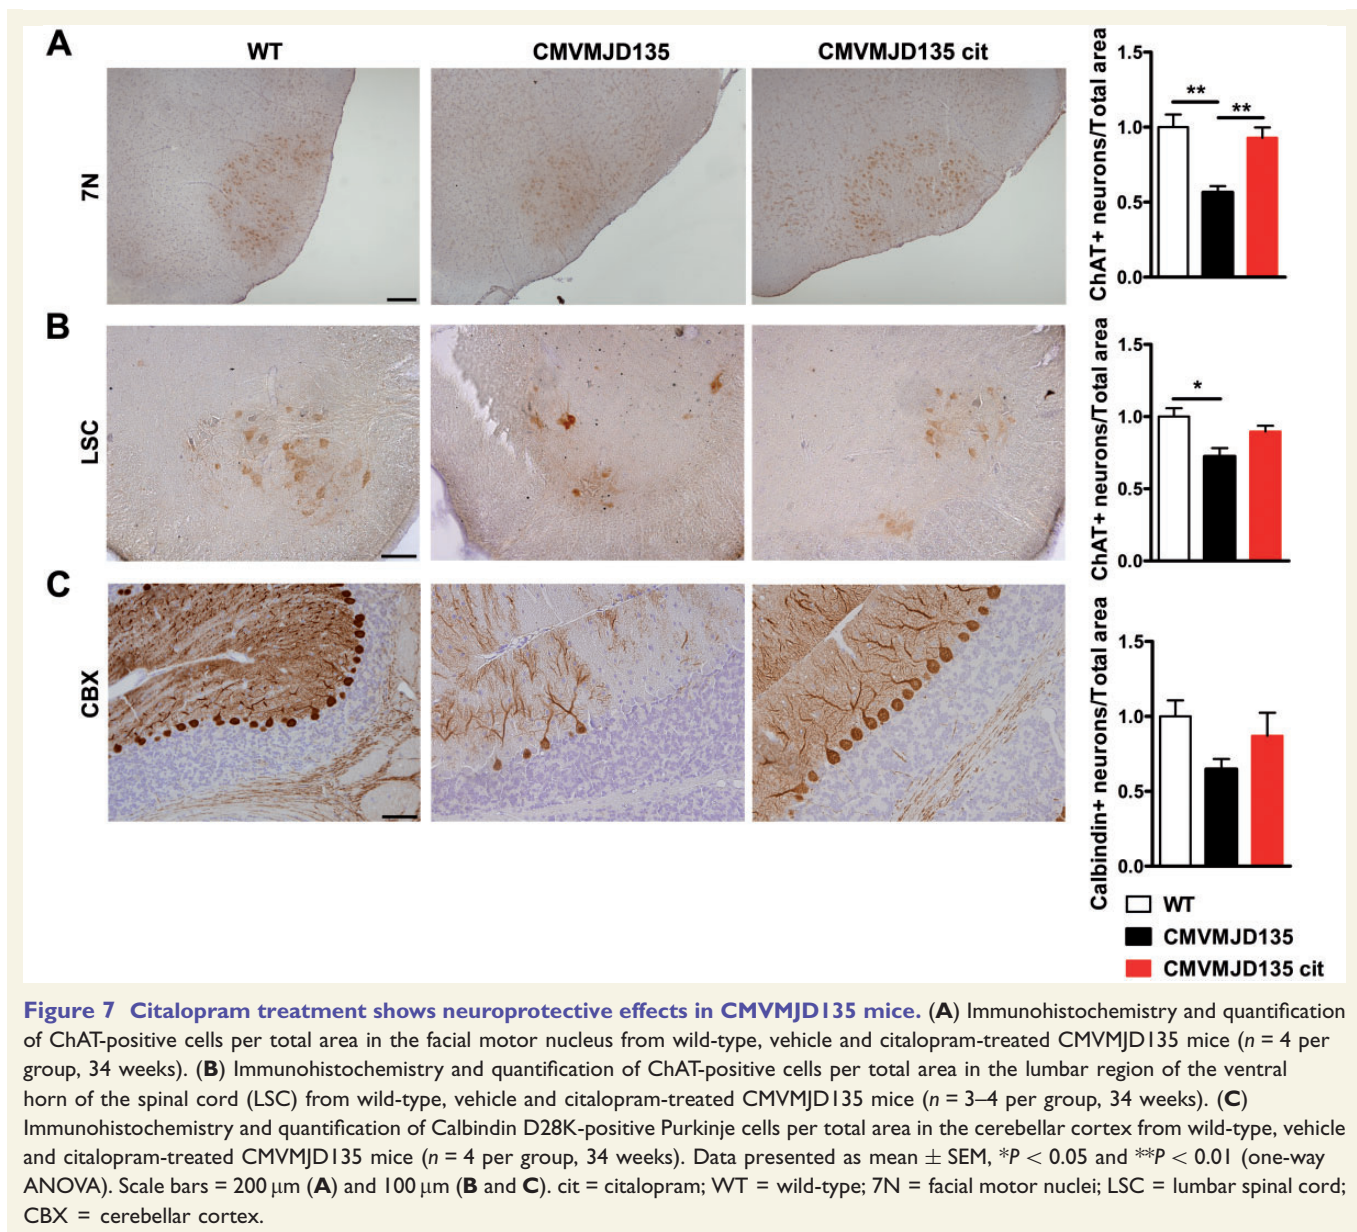 A
WT
CMVMJD135
CMVMJD135 cit
7N
ChAT+ neurons/Total area
1.5
1.0
0.5
0.0
**
**
B
LSC
ChAT+ neurons/Total area
1.5
1.0
0.5
0.0
*
C
CBX
Calbindin+ neurons/Total area
1.5
1.0
0.5
0.0
WT
CMVMJD135
CMVMJD135 cit
Figure 7 Citalopram treatment shows neuroprotective effects in CMVMJD135 mice. (A) Immunohistochemistry and quantification
of ChAT-positive cells per total area in the facial motor nucleus from wild-type, vehicle and citalopram-treated CMVMJD135 mice (n = 4 per
group, 34 weeks). (B) Immunohistochemistry and quantification of ChAT-positive cells per total area in the lumbar region of the ventral
horn of the spinal cord (LSC) from wild-type, vehicle and citalopram-treated CMVMJD135 mice (n = 3–4 per group, 34 weeks). (C)
Immunohistochemistry and quantification of Calbindin D28K-positive Purkinje cells per total area in the cerebellar cortex from wild-type, vehicle
and citalopram-treated CMVMJD135 mice (n = 4 per group, 34 weeks). Data presented as mean ± SEM, *P < 0.05 and **P < 0.01 (one-way
ANOVA). Scale bars = 200 μm (A) and 100 μm (B and C). cit = citalopram; WT = wild-type; 7N = facial motor nuclei; LSC = lumbar spinal cord;
CBX = cerebellar cortex.